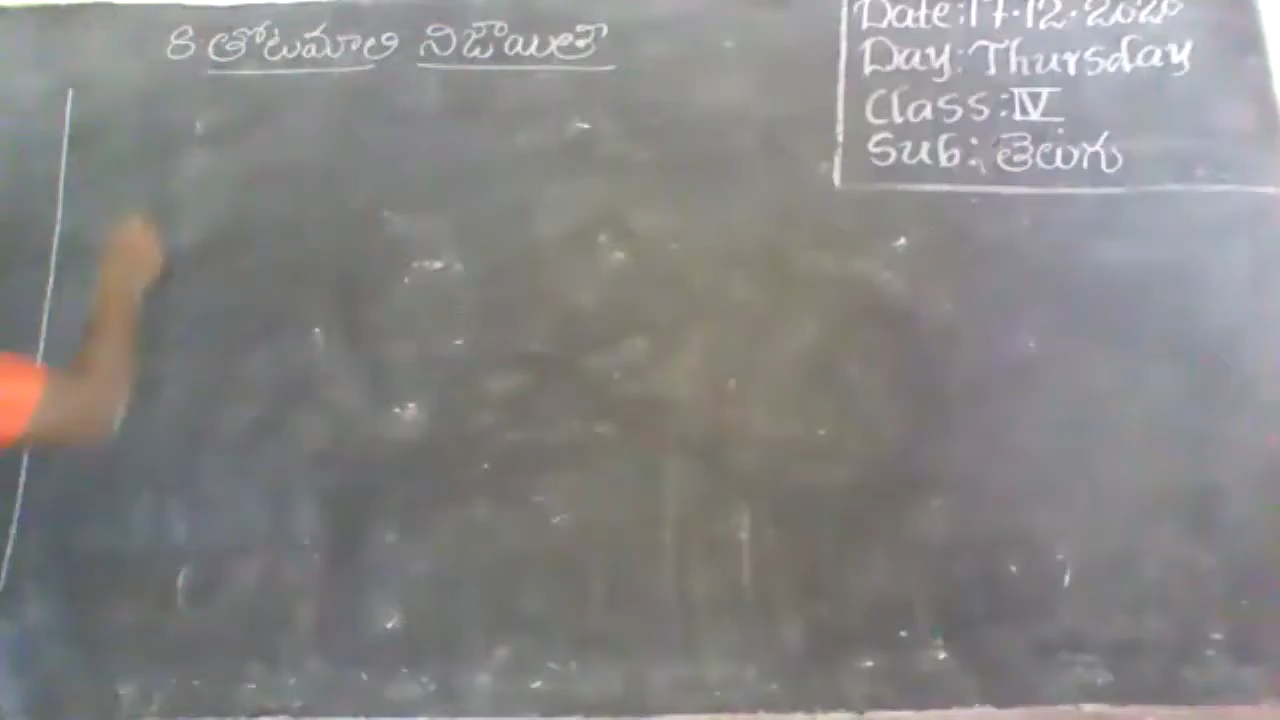 8 తోటమాలి నిజాయితీ
Date:17.12.2020
Day: Thursday
Class: IV
Sub: తెలుగు